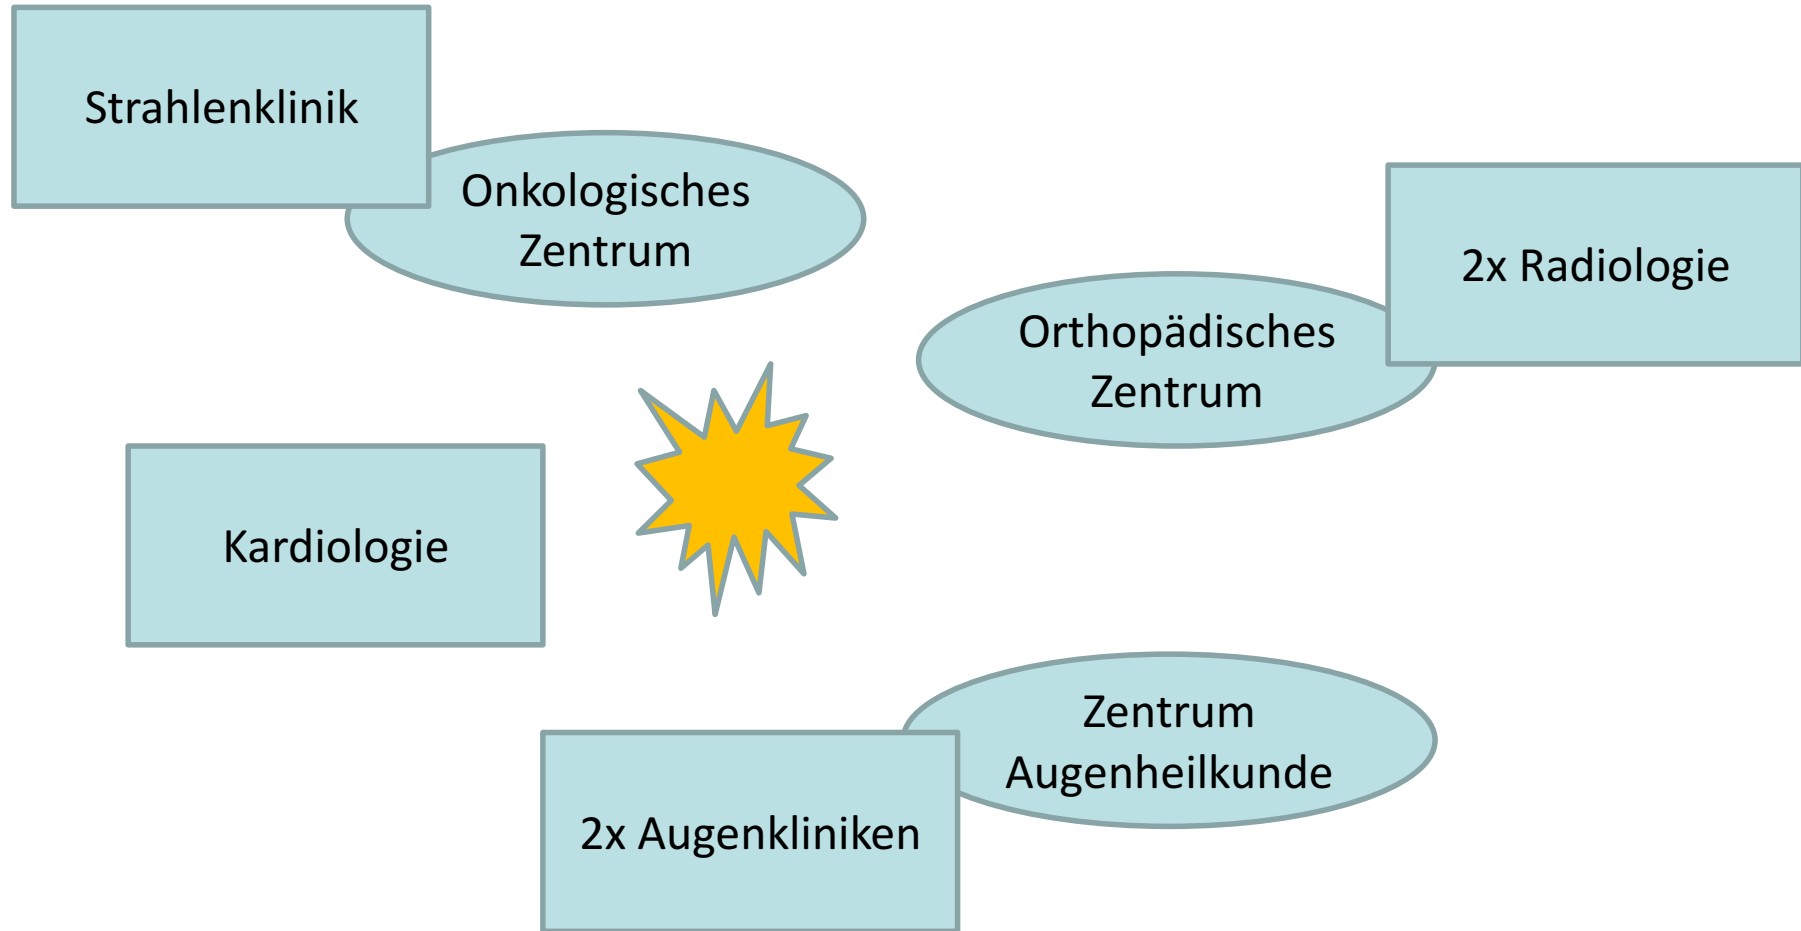 Strahlenklinik
Onkologisches
Zentrum
2x Radiologie
Orthopädisches
Zentrum
Kardiologie
Zentrum
Augenheilkunde
2x Augenkliniken